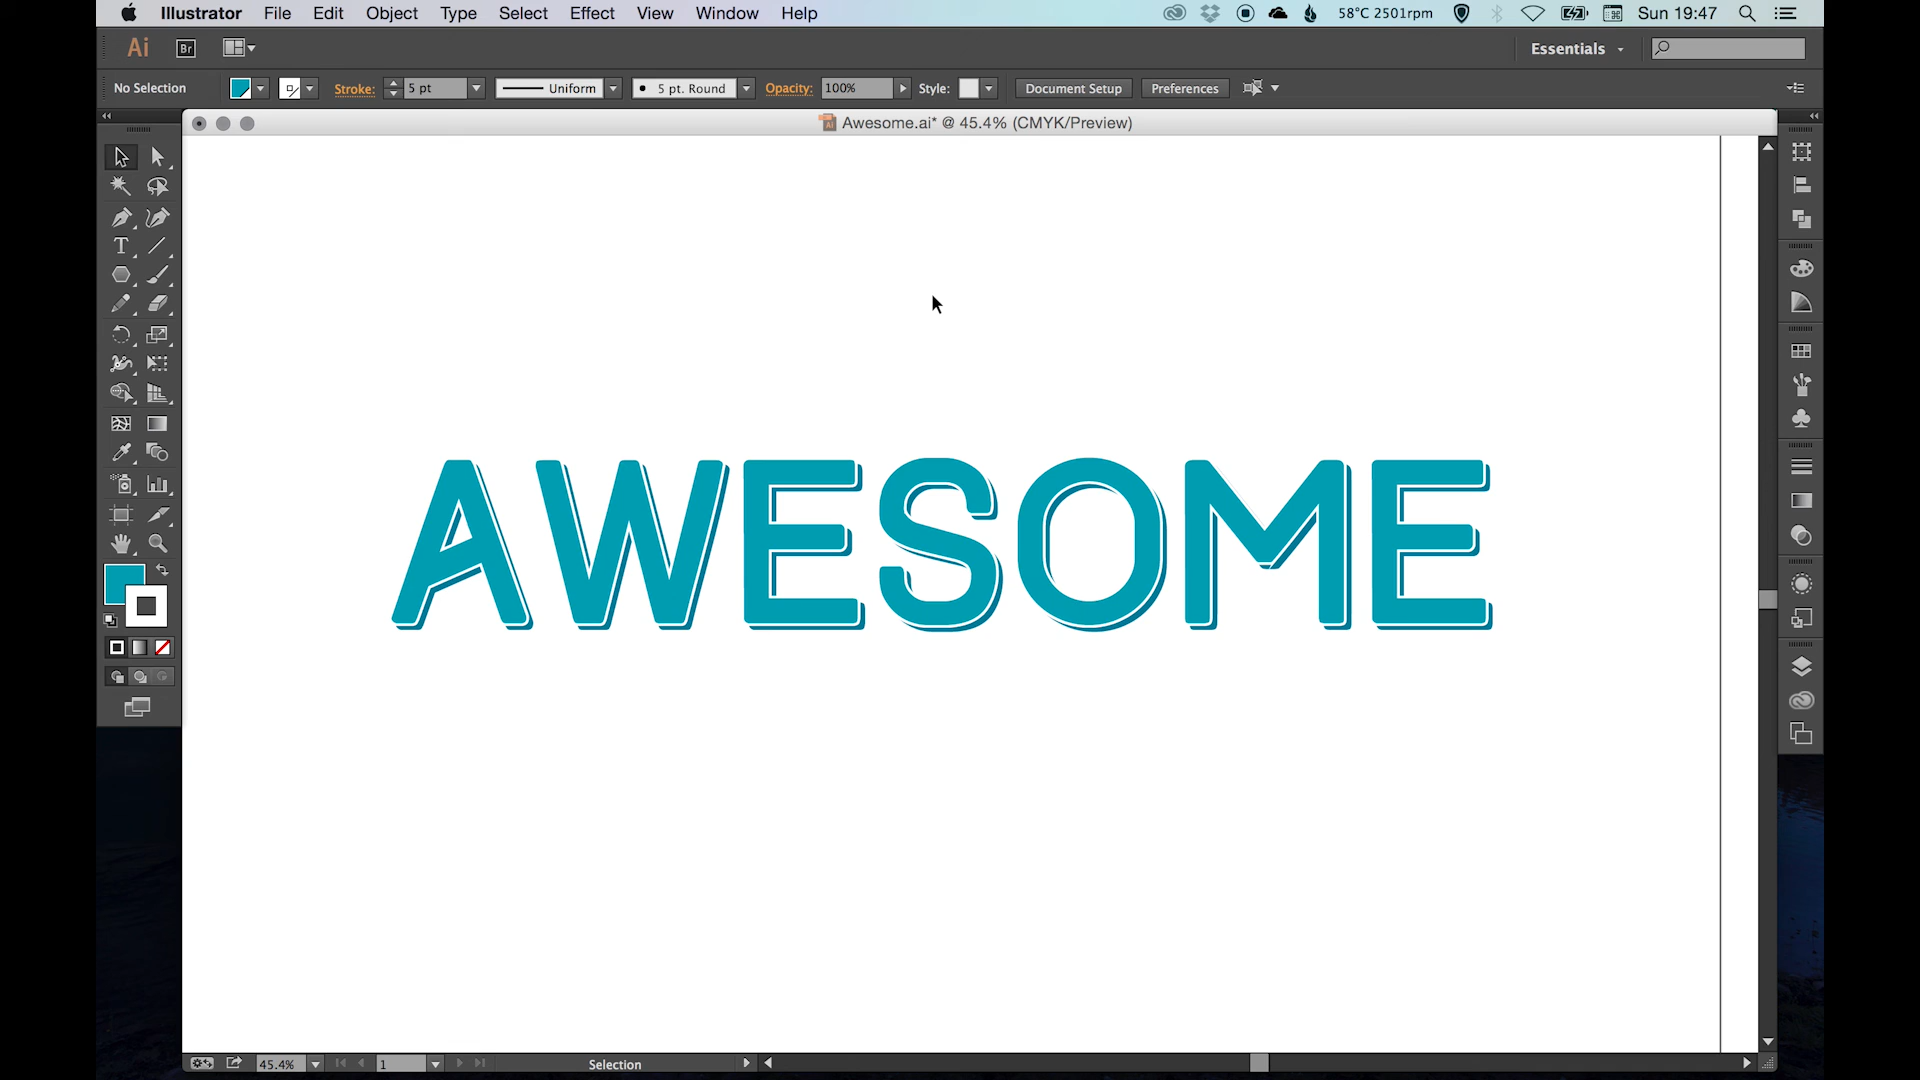 Illustrator File Edit Object Type Select Effect View Window Help 58°C 2501rpm Sun 19:47
Ai Br Essentials
No Selection Stroke: 5 pt Uniform 5 pt. Round Opacity: 100% Style: Document Setup Preferences
Awesome.ai* @ 45.4% (CMYK/Preview)
T
AWESOME
45.4% 1 Selection